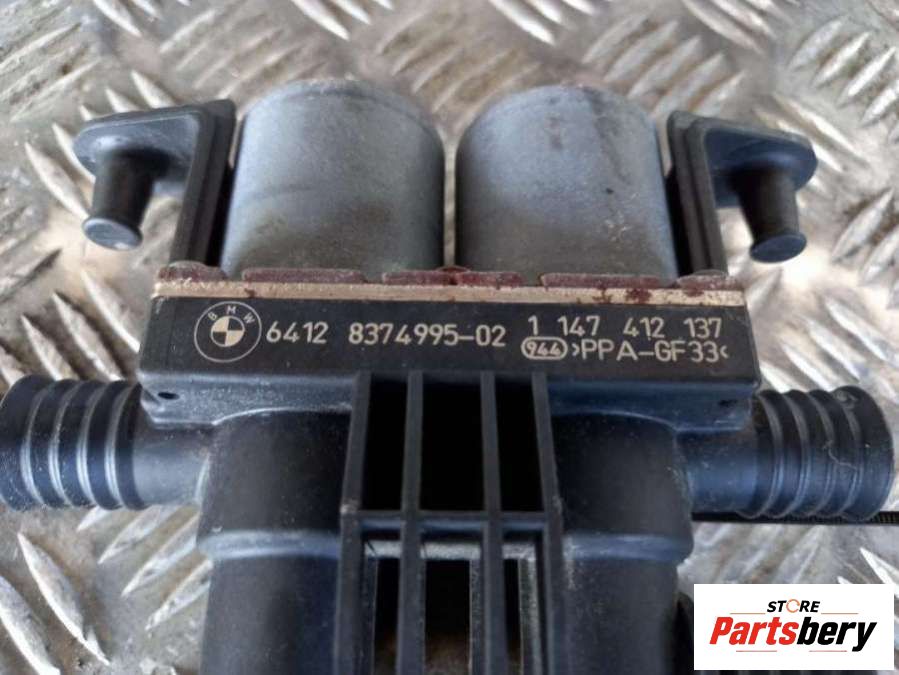 BMW 6412 8374995-02 1 147 412 137
944 >PPA-GF33<
STORE
Partsbery